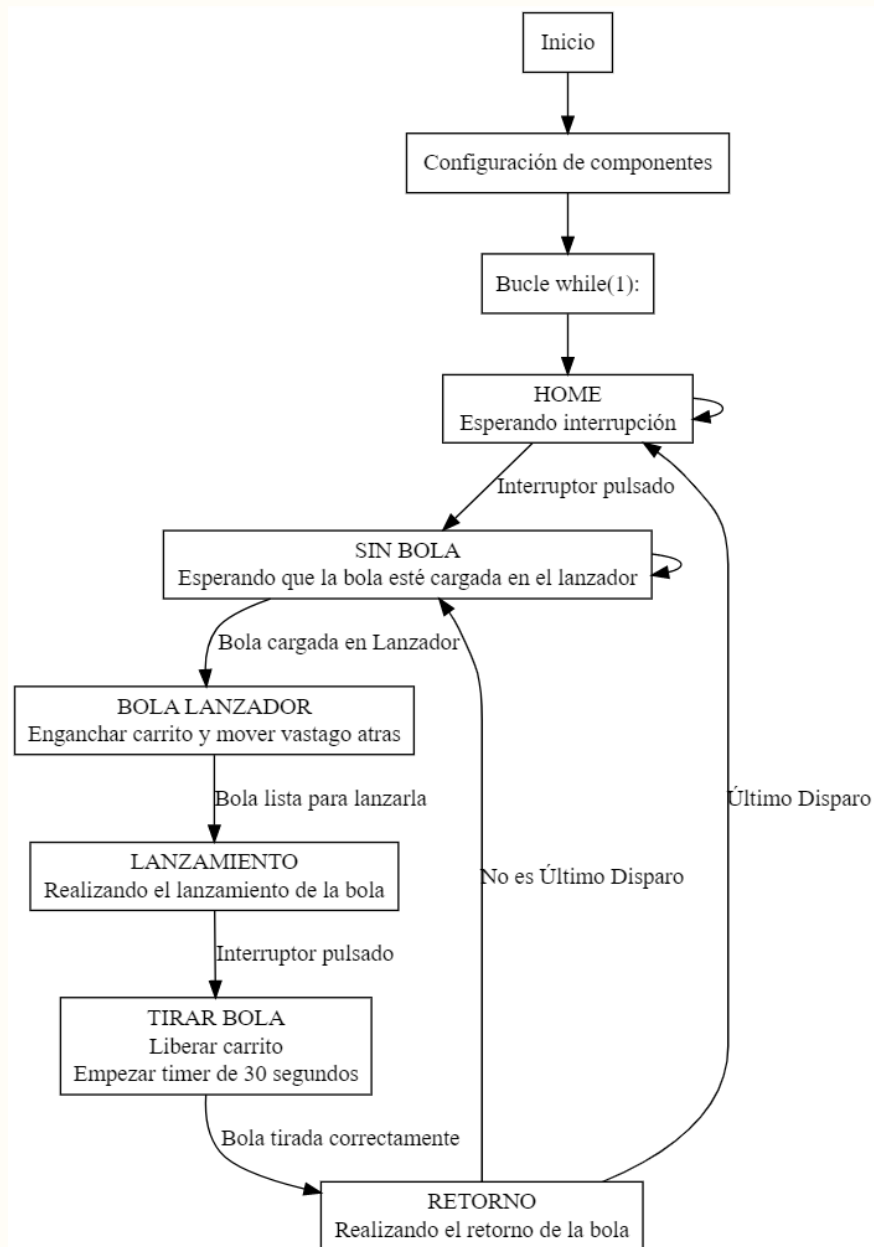 Inicio
Configuración de componentes
Bucle while(1):
HOME
Esperando interrupción
Interruptor pulsado
SIN BOLA
Esperando que la bola esté cargada en el lanzador
Bola cargada en Lanzador
BOLA LANZADOR
Enganchar carrito y mover vastago atras
Bola lista para lanzarla
Último Disparo
LANZAMIENTO
Realizando el lanzamiento de la bola
No es Último Disparo
Interruptor pulsado
TIRAR BOLA
Liberar carrito
Empezar timer de 30 segundos
Bola tirada correctamente
RETORNO
Realizando el retorno de la bola